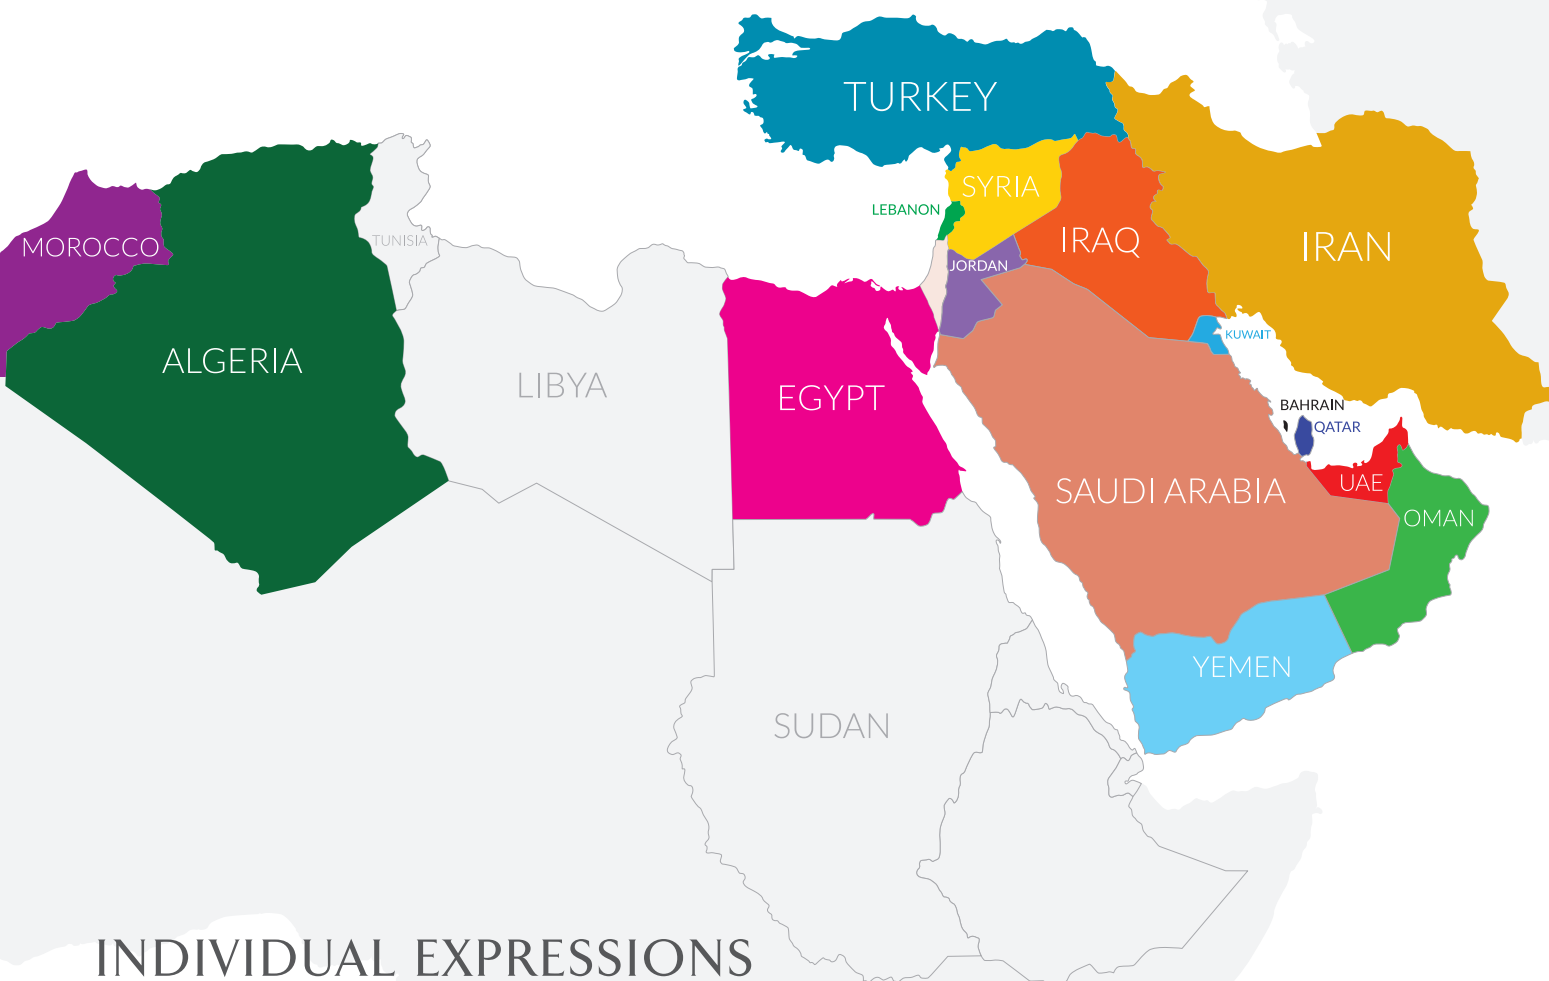 TURKEY
SYRIA
LEBANON
MOROCCO
TUNISIA
IRAQ
IRAN
JORDAN
KUWAIT
ALGERIA
LIBYA
EGYPT
BAHRAIN
QATAR
SAUDI ARABIA
UAE
OMAN
YEMEN
SUDAN
INDIVIDUAL EXPRESSIONS